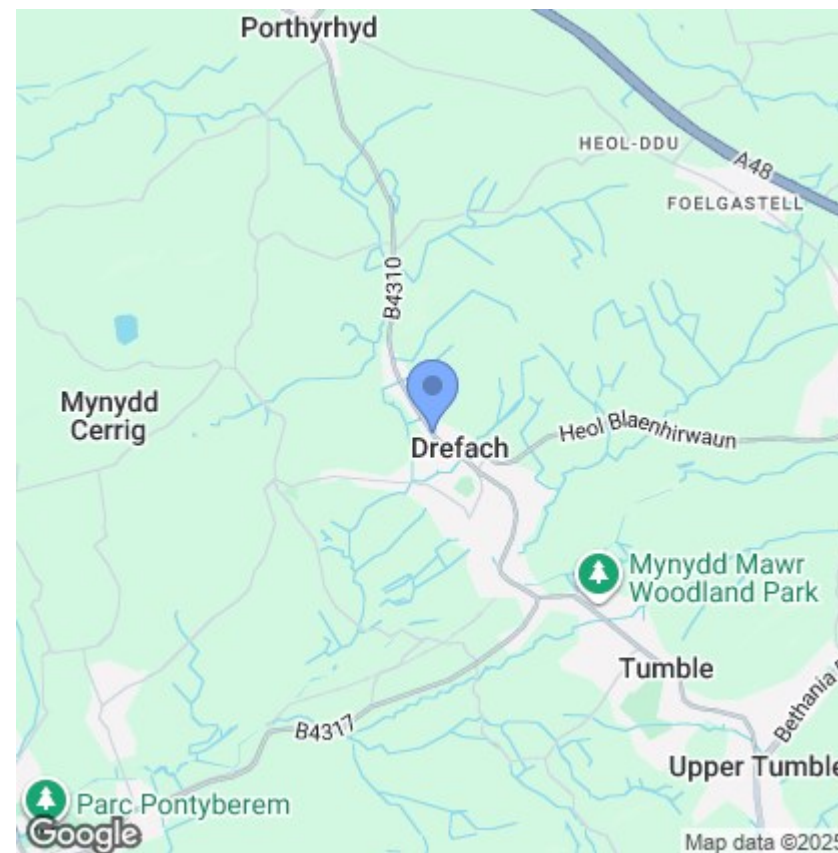 Porthyrhyd
HEOL-DDU
A48
FOELGASTELL
B4310
Mynydd
Cerrig
Drefach
Heol Blaenhirwaun
Mynydd Mawr
Woodland Park
Tumble
Bethania
B4317
Upper Tumble
Parc Pontyberem
Google
Map data ©2025